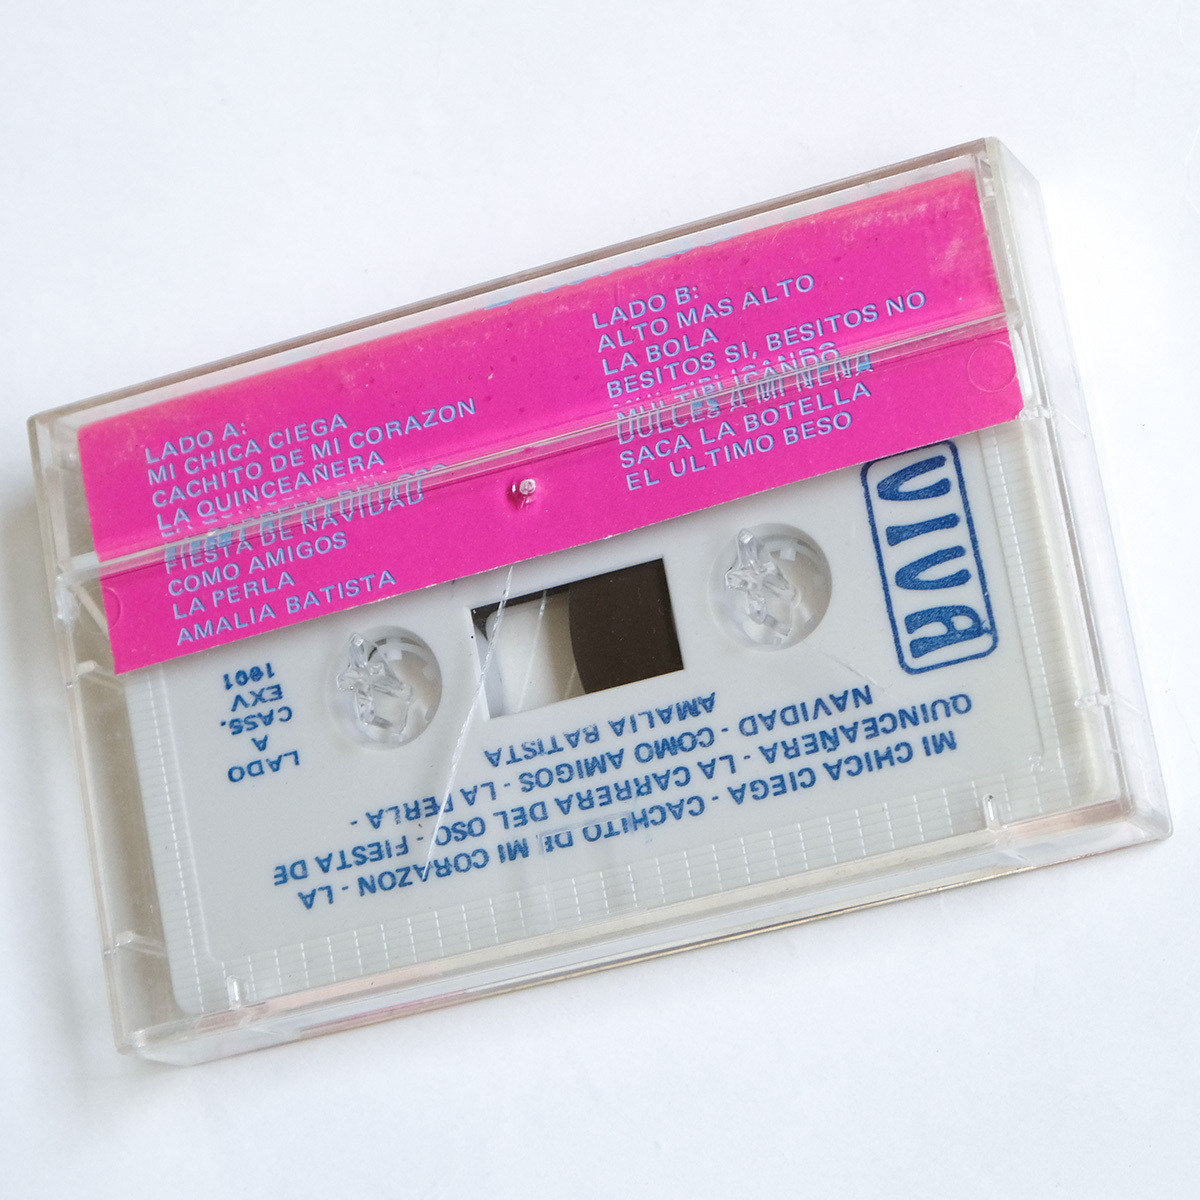 LADO A:
MI CHICA CIEGA
CACHITO DE MI CORAZON
LA QUINCEAÑERA
FIESTA DE NAVIDAD
COMO AMIGOS
LA PERLA
AMALIA BATISTA
LADO B:
ALTO MAS ALTO
LA BOLA
BESITOS SI, BESITOS NO
MULTIPLICANDO
DULCES A MI NENA
SACA LA BOTELLA
EL ULTIMO BESO
VIVA
LADO
A
CASS.
EXV
1601
MI CHICA CIEGA - CACHITO DE MI CORAZON - LA
QUINCEAÑERA - LA CARRERA DEL OSO - FIESTA DE
NAVIDAD - COMO AMIGOS - LA PERLA -
AMALIA BATISTA